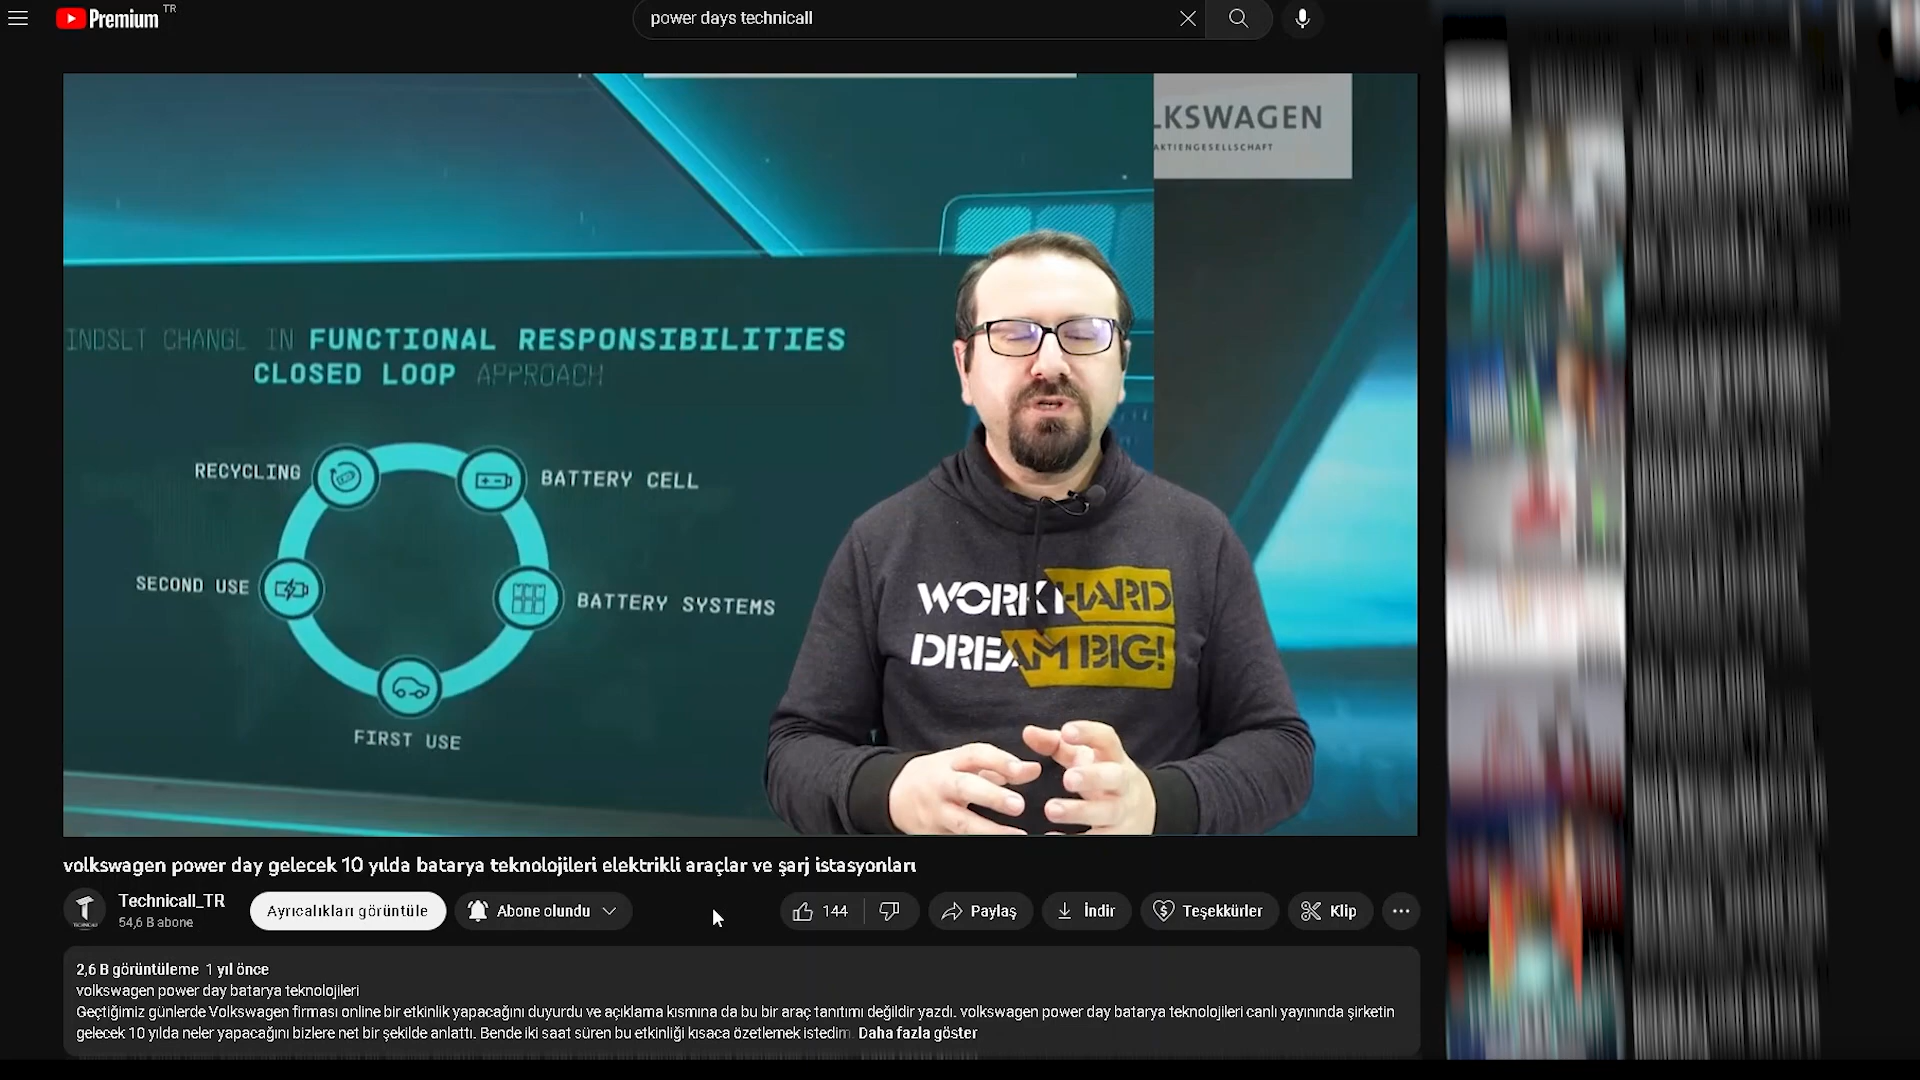 Premium TR
power days technicall
LKSWAGEN
AKTIENGESELLSCHAFT
IN FUNCTIONAL RESPONSIBILITIES
CLOSED LOOP APPROACH
RECYCLING
BATTERY CELL
SECOND USE
BATTERY SYSTEMS
FIRST USE
WORK HARD
DREAM BIG!
volkswagen power day gelecek 10 yılda batarya teknolojileri elektrikli araçlar ve şarj istasyonları
Technicall_TR
54,6 B abone
Ayrıcalıkları görüntüle
Abone olundu
144
Paylaş
İndir
Teşekkürler
Klip
2,6 B görüntüleme 1 yıl önce
volkswagen power day batarya teknolojileri
Geçtiğimiz günlerde Volkswagen firması online bir etkinlik yapacağını duyurdu ve açıklama kısmına da bu bir araç tanıtımı değildir yazdı. volkswagen power day batarya teknolojileri canlı yayınında şirketin
gelecek 10 yılda neler yapacağını bizlere net bir şekilde anlattı. Bende iki saat süren bu etkinliği kısaca özetlemek istedim. Daha fazla göster